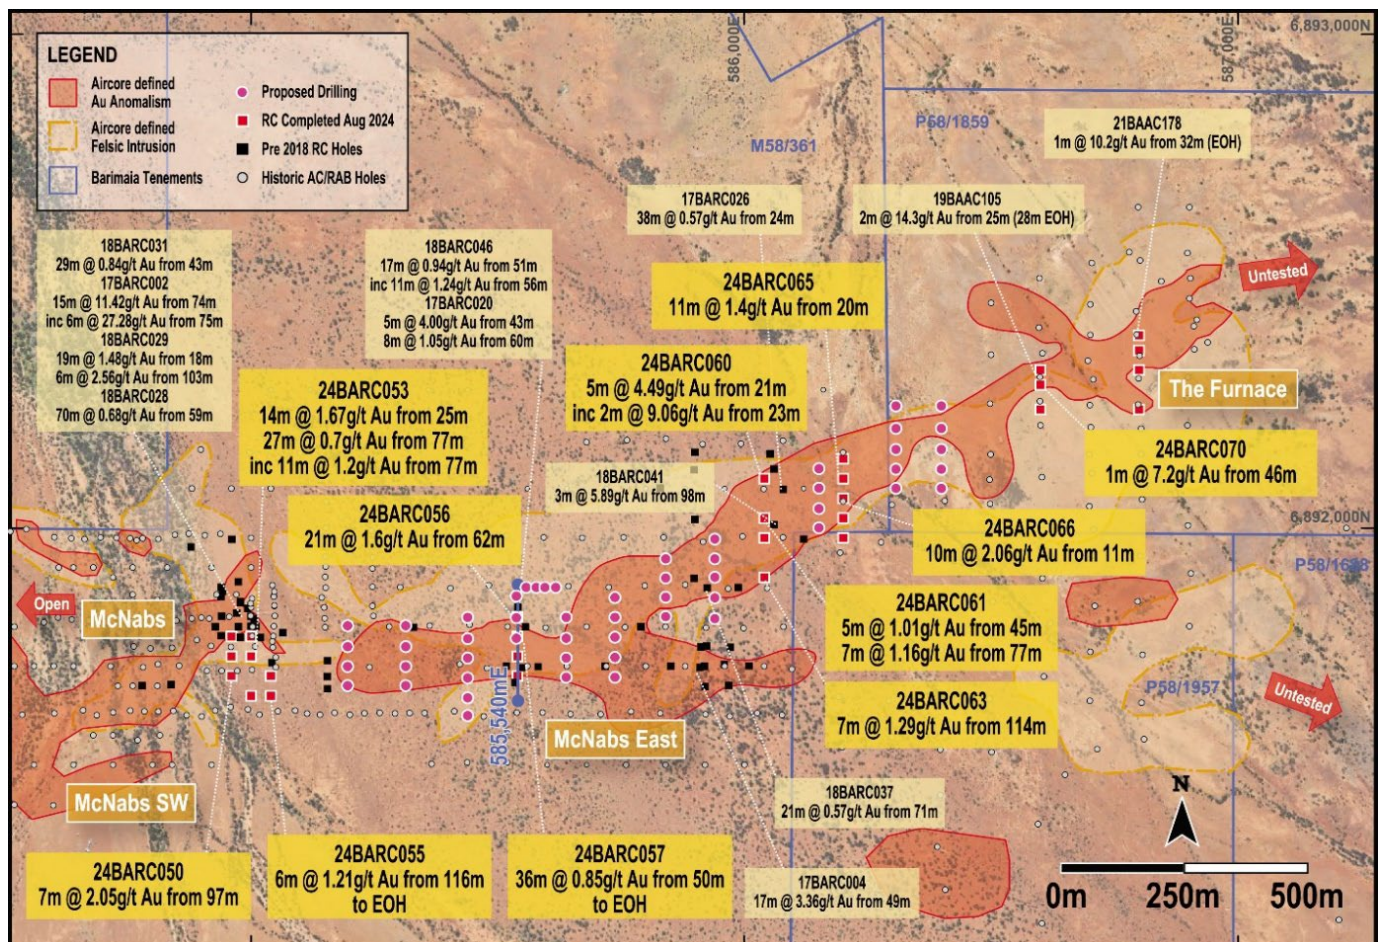 LEGEND
Aircore defined
Au Anomalism
Aircore defined
Felsic Intrusion
Barimaia Tenements
Proposed Drilling
RC Completed Aug 2024
Pre 2018 RC Holes
Historic AC/RAB Holes
586,000E
587,000E
6,893,000N
M58/361
P58/1859
21BAAC178
1m @ 10.2g/t Au from 32m (EOH)
17BARC026
38m @ 0.57g/t Au from 24m
19BAAC105
2m @ 14.3g/t Au from 25m (28m EOH)
18BARC031
29m @ 0.84g/t Au from 43m
17BARC002
15m @ 11.42g/t Au from 74m
inc 6m @ 27.28g/t Au from 75m
18BARC029
19m @ 1.48g/t Au from 18m
6m @ 2.56g/t Au from 103m
18BARC028
70m @ 0.68g/t Au from 59m
18BARC046
17m @ 0.94g/t Au from 51m
inc 11m @ 1.24g/t Au from 56m
17BARC020
5m @ 4.00g/t Au from 43m
8m @ 1.05g/t Au from 60m
24BARC065
11m @ 1.4g/t Au from 20m
Untested
24BARC053
14m @ 1.67g/t Au from 25m
27m @ 0.7g/t Au from 77m
inc 11m @ 1.2g/t Au from 77m
24BARC060
5m @ 4.49g/t Au from 21m
inc 2m @ 9.06g/t Au from 23m
The Furnace
24BARC070
1m @ 7.2g/t Au from 46m
18BARC041
3m @ 5.89g/t Au from 98m
24BARC056
21m @ 1.6g/t Au from 62m
24BARC066
10m @ 2.06g/t Au from 11m
6,892,000N
Open
McNabs
24BARC061
5m @ 1.01g/t Au from 45m
7m @ 1.16g/t Au from 77m
P58/1957
Untested
24BARC063
7m @ 1.29g/t Au from 114m
585,540mE
McNabs East
McNabs SW
18BARC037
21m @ 0.57g/t Au from 71m
N
24BARC050
7m @ 2.05g/t Au from 97m
24BARC055
6m @ 1.21g/t Au from 116m
to EOH
24BARC057
36m @ 0.85g/t Au from 50m
to EOH
17BARC004
17m @ 3.36g/t Au from 49m
0m
250m
500m